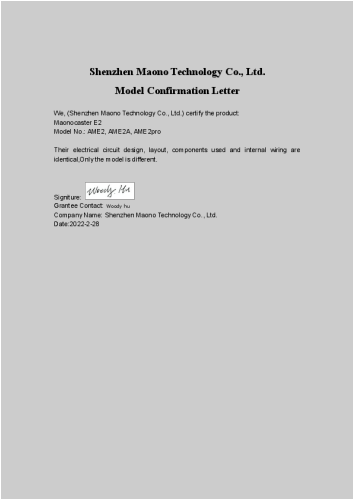 Shenzhen Maono Technology Co., Ltd.
Model Confirmation Letter
We, (Shenzhen Maono Technology Co., Ltd.) certify the product:
Maonocaster E2
Model No.: AME2, AME2A, AME2pro
Their electrical circuit design, layout, components used and internal wiring are
identical,Only the model is different.
Woody Hu
Signture:
Grantee Contact: Woody hu
Company Name: Shenzhen Maono Technology Co., Ltd.
Date:2022-2-28